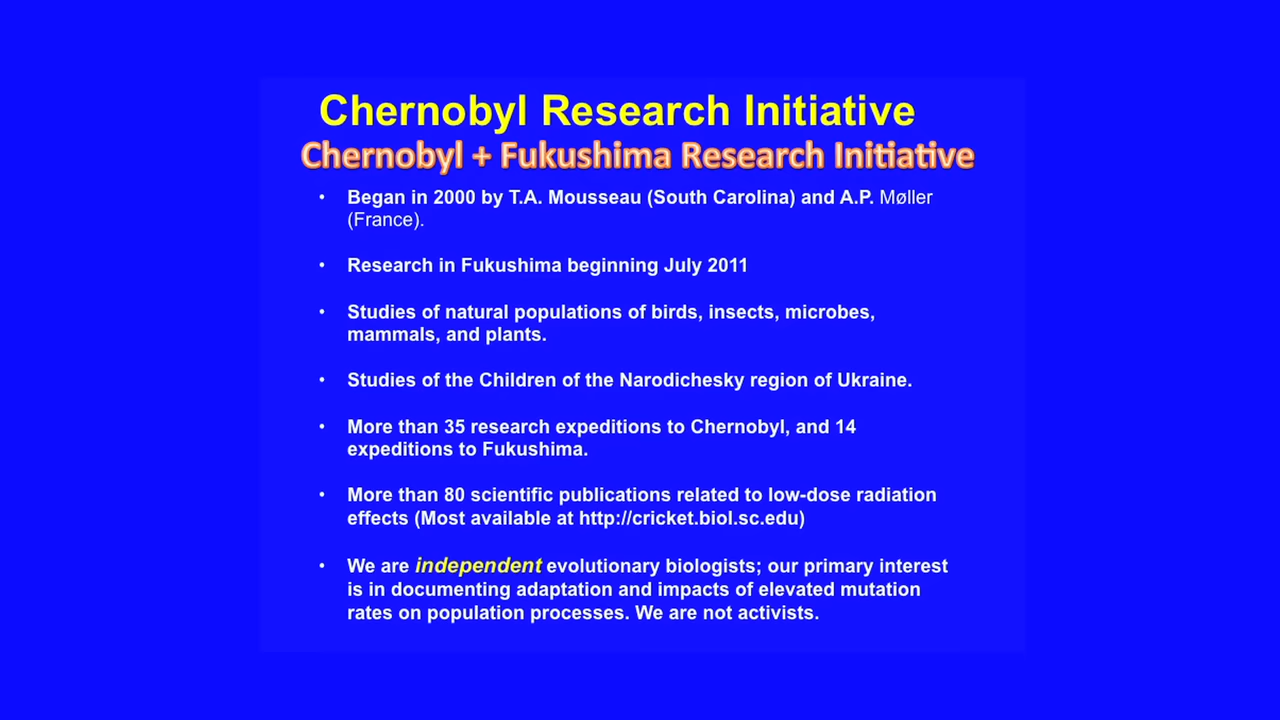 Chernobyl Research Initiative
Chernobyl + Fukushima Research Initiative
• Began in 2000 by T.A. Mousseau (South Carolina) and A.P. Møller
(France).
• Research in Fukushima beginning July 2011
• Studies of natural populations of birds, insects, microbes,
mammals, and plants.
• Studies of the Children of the Narodichesky region of Ukraine.
• More than 35 research expeditions to Chernobyl, and 14
expeditions to Fukushima.
• More than 80 scientific publications related to low-dose radiation
effects (Most available at http://cricket.biol.sc.edu)
• We are independent evolutionary biologists; our primary interest
is in documenting adaptation and impacts of elevated mutation
rates on population processes. We are not activists.